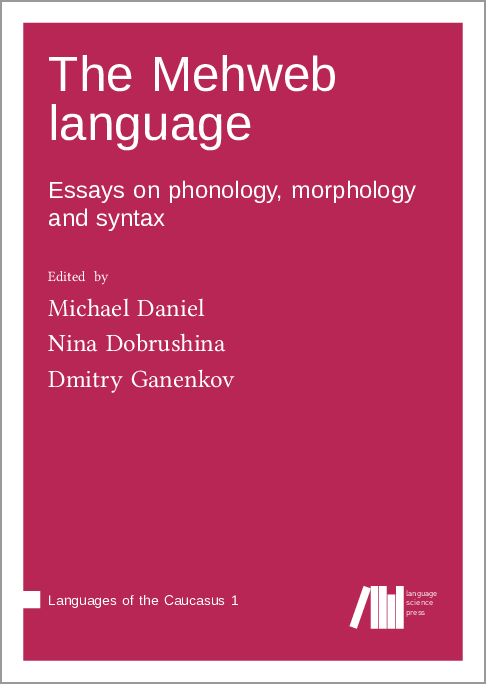 The Mehweb
language
Essays on phonology, morphology
and syntax
Edited by
Michael Daniel
Nina Dobrushina
Dmitry Ganenkov
Languages of the Caucasus 1
language
science
press